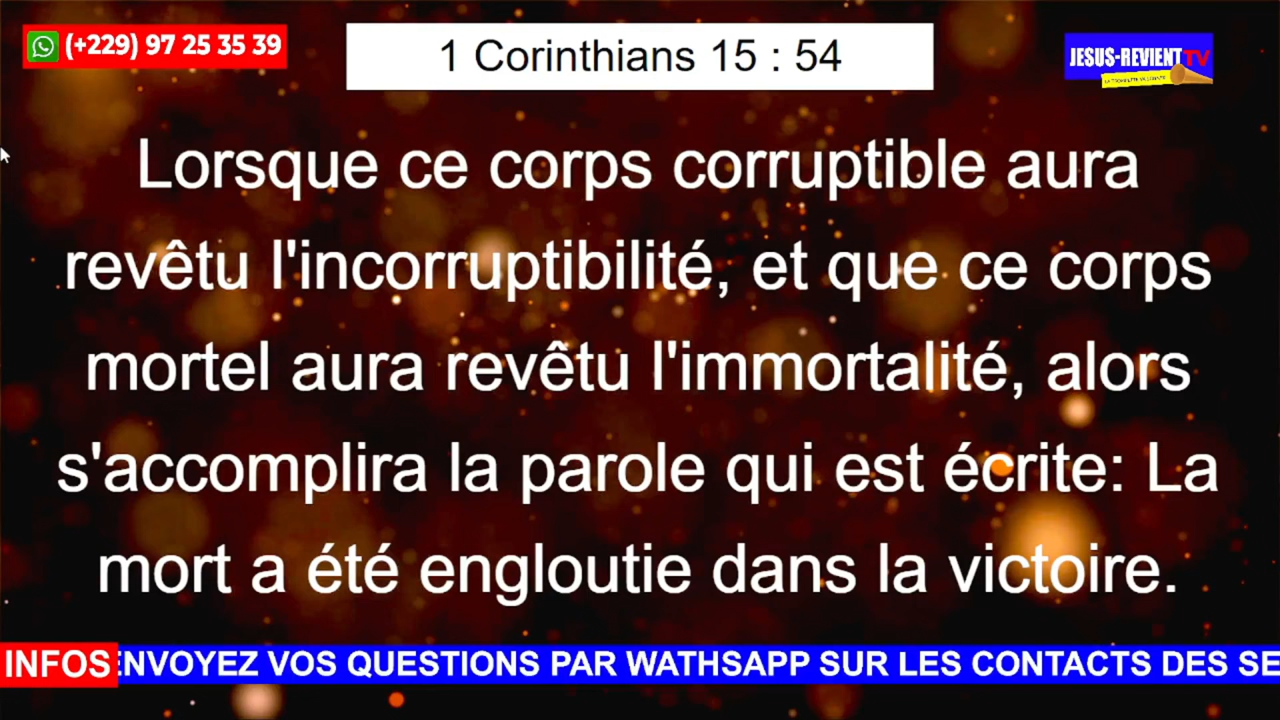 (+229) 97 25 35 39
1 Corinthians 15 : 54
JESUS-REVIENT TV
Lorsque ce corps corruptible aura
revêtu l'incorruptibilité, et que ce corps
mortel aura revêtu l'immortalité, alors
s'accomplira la parole qui est écrite: La
mort a été engloutie dans la victoire.
INFOS ENVOYEZ VOS QUESTIONS PAR WATHSAPP SUR LES CONTACTS DES SE